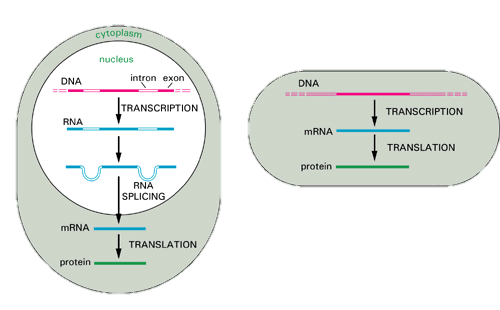 cytoplasm
nucleus
DNA
intron exon
TRANSCRIPTION
RNA
RNA
SPLICING
mRNA
TRANSLATION
protein
DNA
TRANSCRIPTION
mRNA
TRANSLATION
protein